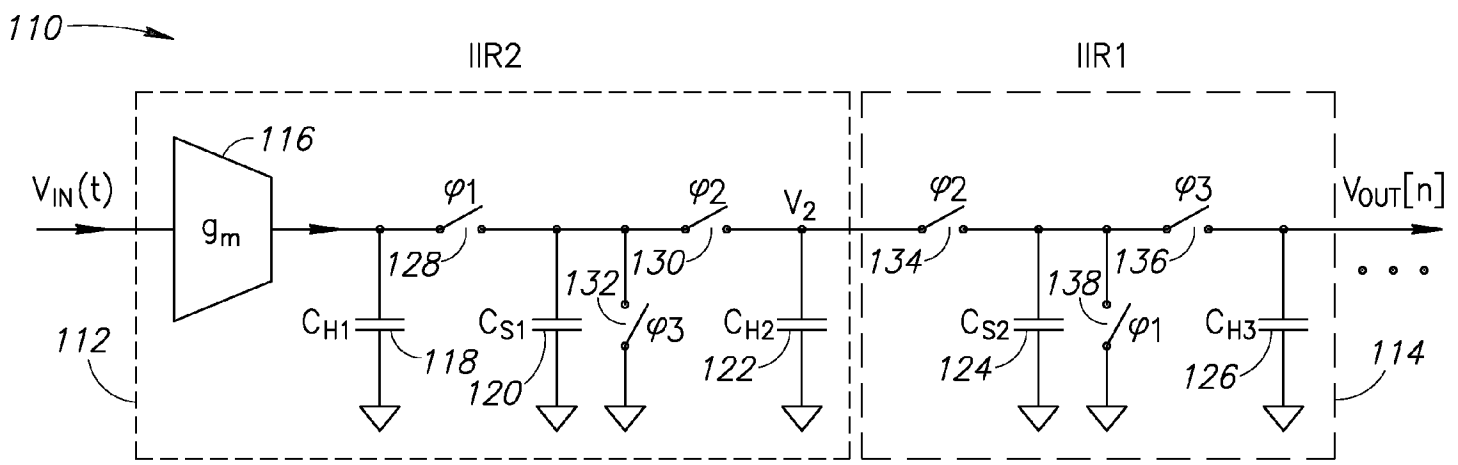 110
IIR2
IIR1
116
V_IN(t)
g_m
φ1
φ2
V_2
φ2
φ3
V_OUT[n]
128
130
134
136
132
138
C_H1
C_S1
φ3
C_H2
C_S2
φ1
C_H3
112
118
120
122
124
126
114